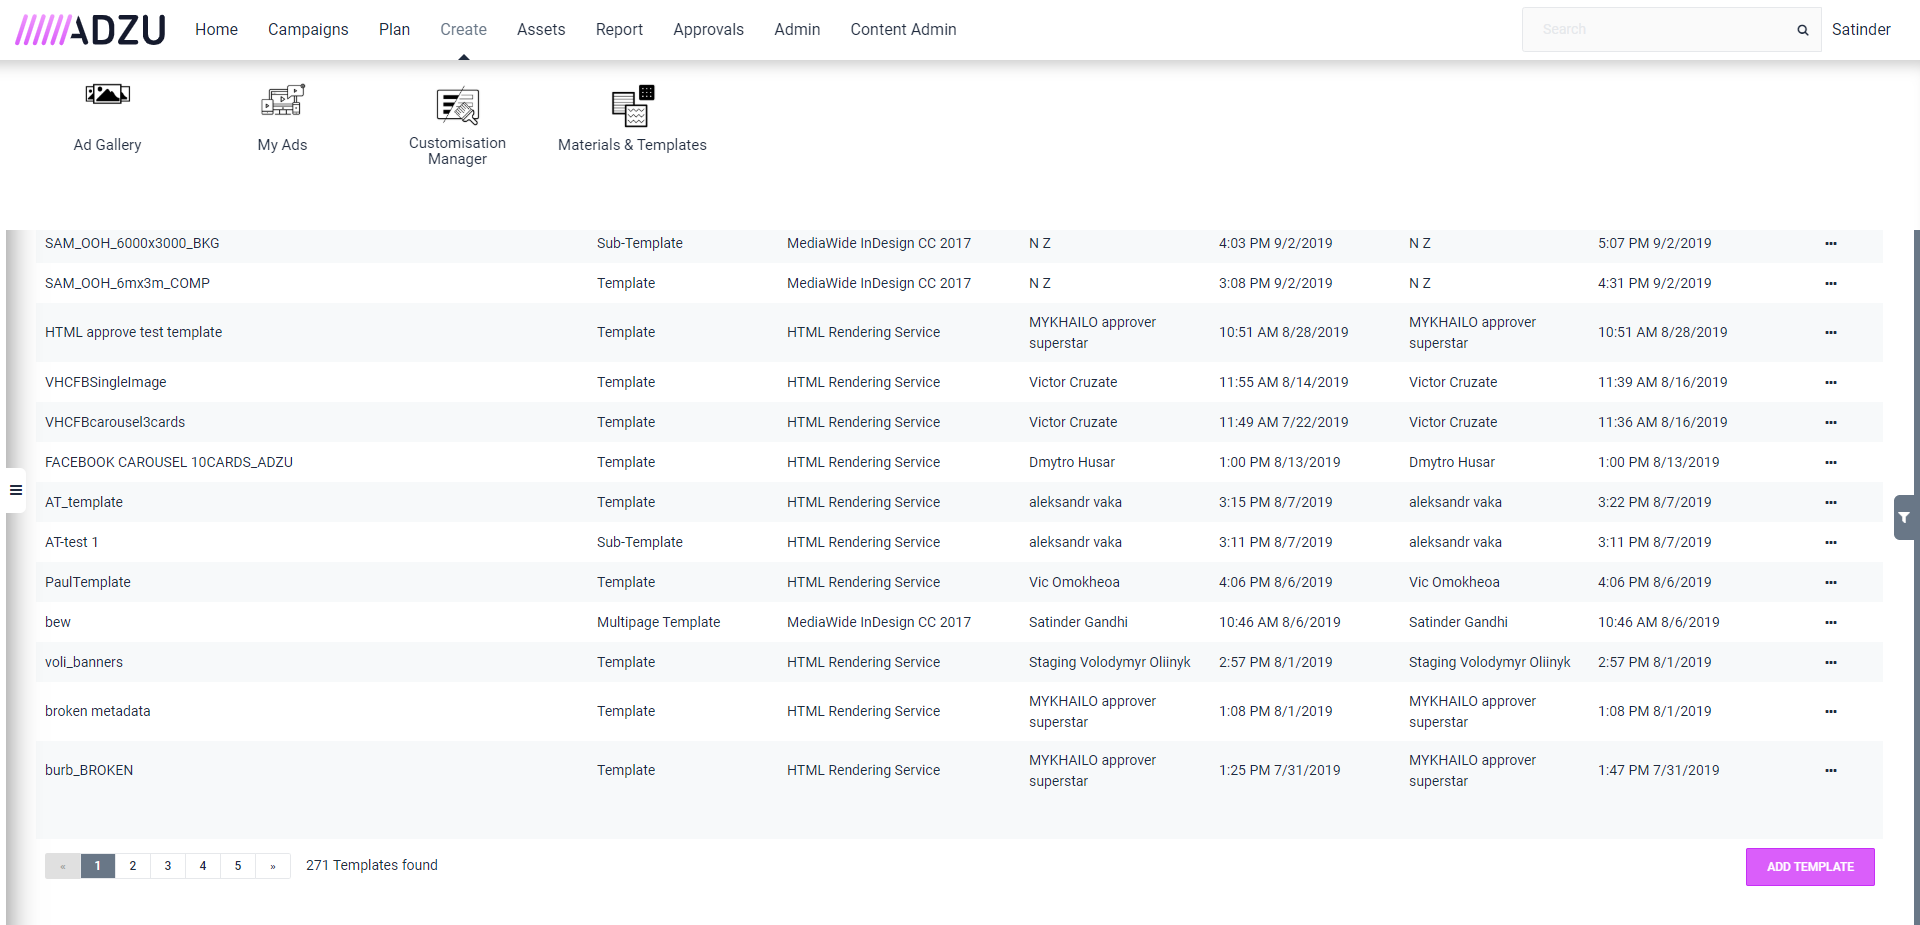 ADZU Home Campaigns Plan Create Assets Report Approvals Admin Content Admin Search Satinder
Ad Gallery My Ads Customisation Manager Materials & Templates
SAM_OOH_6000x3000_BKG Sub-Template MediaWide InDesign CC 2017 N Z 4:03 PM 9/2/2019 N Z 5:07 PM 9/2/2019 ...
SAM_OOH_6mx3m_COMP Template MediaWide InDesign CC 2017 N Z 3:08 PM 9/2/2019 N Z 4:31 PM 9/2/2019 ...
HTML approve test template Template HTML Rendering Service MYKHAILO approver superstar 10:51 AM 8/28/2019 MYKHAILO approver superstar 10:51 AM 8/28/2019 ...
VHCFBSingleImage Template HTML Rendering Service Victor Cruzate 11:55 AM 8/14/2019 Victor Cruzate 11:39 AM 8/16/2019 ...
VHCFBcarousel3cards Template HTML Rendering Service Victor Cruzate 11:49 AM 7/22/2019 Victor Cruzate 11:36 AM 8/16/2019 ...
FACEBOOK CAROUSEL 10CARDS_ADZU Template HTML Rendering Service Dmytro Husar 1:00 PM 8/13/2019 Dmytro Husar 1:00 PM 8/13/2019 ...
AT_template Template HTML Rendering Service aleksandr vaka 3:15 PM 8/7/2019 aleksandr vaka 3:22 PM 8/7/2019 ...
AT-test 1 Sub-Template HTML Rendering Service aleksandr vaka 3:11 PM 8/7/2019 aleksandr vaka 3:11 PM 8/7/2019 ...
PaulTemplate Template HTML Rendering Service Vic Omokheoa 4:06 PM 8/6/2019 Vic Omokheoa 4:06 PM 8/6/2019 ...
bew Multipage Template MediaWide InDesign CC 2017 Satinder Gandhi 10:46 AM 8/6/2019 Satinder Gandhi 10:46 AM 8/6/2019 ...
voli_banners Template HTML Rendering Service Staging Volodymyr Oliinyk 2:57 PM 8/1/2019 Staging Volodymyr Oliinyk 2:57 PM 8/1/2019 ...
broken metadata Template HTML Rendering Service MYKHAILO approver superstar 1:08 PM 8/1/2019 MYKHAILO approver superstar 1:08 PM 8/1/2019 ...
burb_BROKEN Template HTML Rendering Service MYKHAILO approver superstar 1:25 PM 7/31/2019 MYKHAILO approver superstar 1:47 PM 7/31/2019 ...
« 1 2 3 4 5 » 271 Templates found ADD TEMPLATE